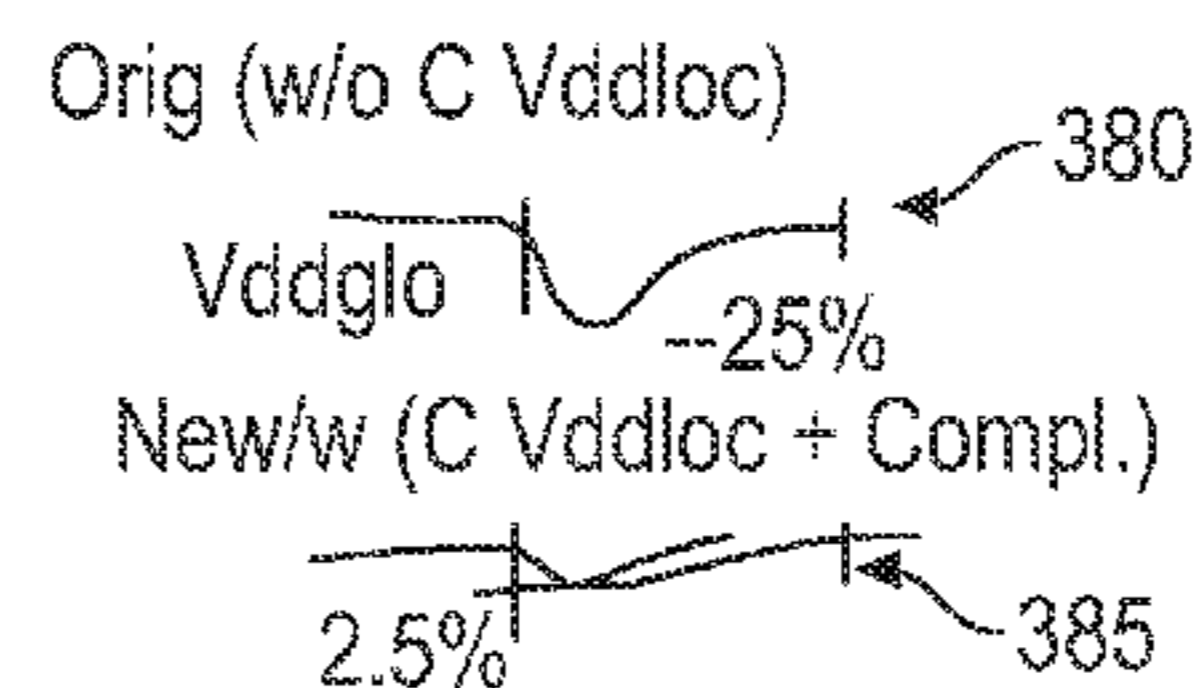 Orig (w/o C Vddloc)
380
Vddglo
--25%
New/w (C Vddloc + Compl.)
2.5%
385